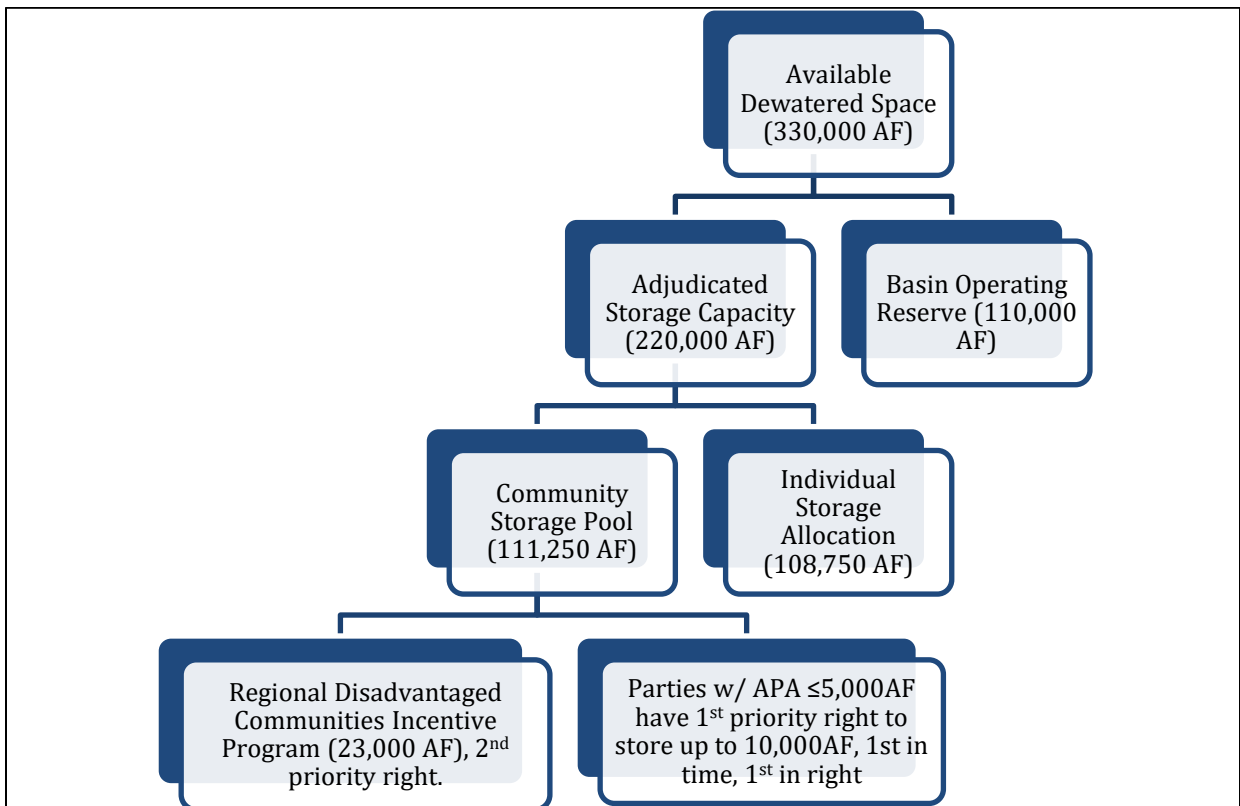 Available
Dewatered Space
(330,000 AF)
Adjudicated
Storage Capacity
(220,000 AF)
Basin Operating
Reserve (110,000
AF)
Community
Storage Pool
(111,250 AF)
Individual
Storage
Allocation
(108,750 AF)
Regional Disadvantaged
Communities Incentive
Program (23,000 AF), 2nd
priority right.
Parties w/ APA ≤5,000AF
have 1st priority right to
store up to 10,000AF, 1st in
time, 1st in right